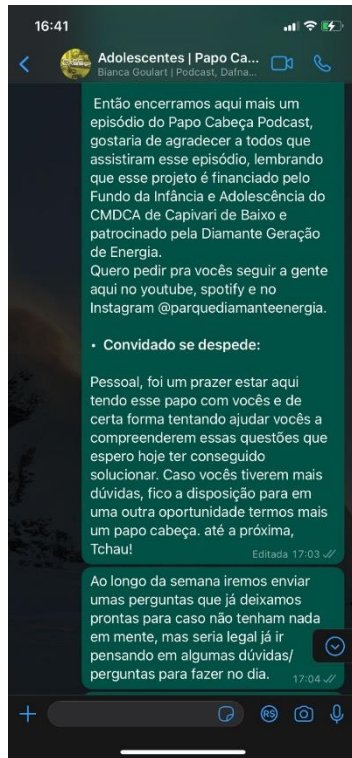 16:41
Adolescentes | Papo Ca...
Bianca Goulart | Podcast, Dafna...
Então encerramos aqui mais um
episódio do Papo Cabeça Podcast,
gostaria de agradecer a todos que
assistiram esse episódio, lembrando
que esse projeto é financiado pelo
Fundo da Infância e Adolescência do
CMDCA de Capivari de Baixo e
patrocinado pela Diamante Geração
de Energia.
Quero pedir pra vocês seguir a gente
aqui no youtube, spotify e no
Instagram @parquediamanteenergia.
• Convidado se despede:
Pessoal, foi um prazer estar aqui
tendo esse papo com vocês e de
certa forma tentando ajudar vocês a
compreenderem essas questões que
espero hoje ter conseguido
solucionar. Caso vocês tiverem mais
dúvidas, fico a disposição para em
uma outra oportunidade termos mais
um papo cabeça. até a próxima,
Tchau!
Editada 17:03
Ao longo da semana iremos enviar
umas perguntas que já deixamos
prontas para caso não tenham nada
em mente, mas seria legal já ir
pensando em algumas dúvidas/
perguntas para fazer no dia.
17:04
RS